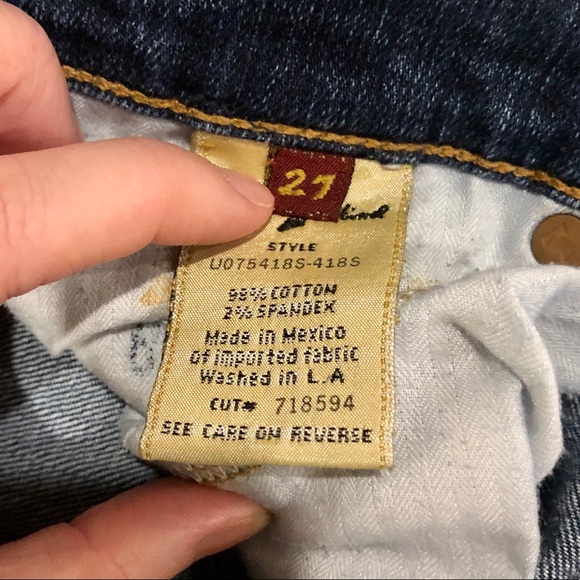 27
STYLE
U075418S-418S
98% COTTON
2% SPANDEX
Made in Mexico
of imported fabric
Washed in L.A
CUT# 718594
SEE CARE ON REVERSE